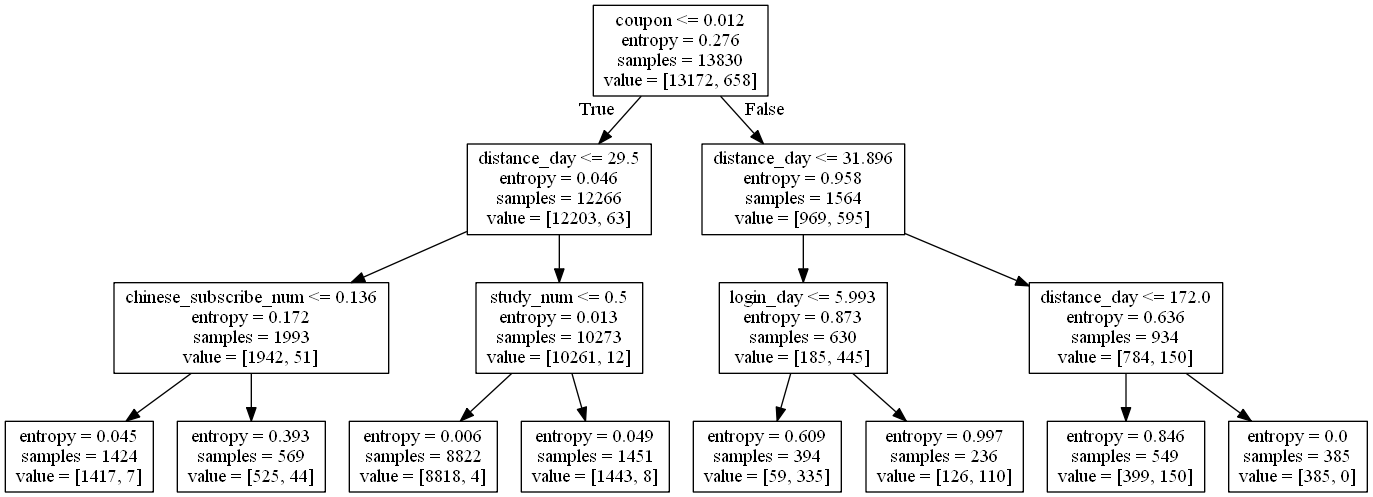 coupon <= 0.012
entropy = 0.276
samples = 13830
value = [13172, 658]
True
False
distance_day <= 29.5
entropy = 0.046
samples = 12266
value = [12203, 63]
distance_day <= 31.896
entropy = 0.958
samples = 1564
value = [969, 595]
chinese_subscribe_num <= 0.136
entropy = 0.172
samples = 1993
value = [1942, 51]
study_num <= 0.5
entropy = 0.013
samples = 10273
value = [10261, 12]
login_day <= 5.993
entropy = 0.873
samples = 630
value = [185, 445]
distance_day <= 172.0
entropy = 0.636
samples = 934
value = [784, 150]
entropy = 0.045
samples = 1424
value = [1417, 7]
entropy = 0.393
samples = 569
value = [525, 44]
entropy = 0.006
samples = 8822
value = [8818, 4]
entropy = 0.049
samples = 1451
value = [1443, 8]
entropy = 0.609
samples = 394
value = [59, 335]
entropy = 0.997
samples = 236
value = [126, 110]
entropy = 0.846
samples = 549
value = [399, 150]
entropy = 0.0
samples = 385
value = [385, 0]